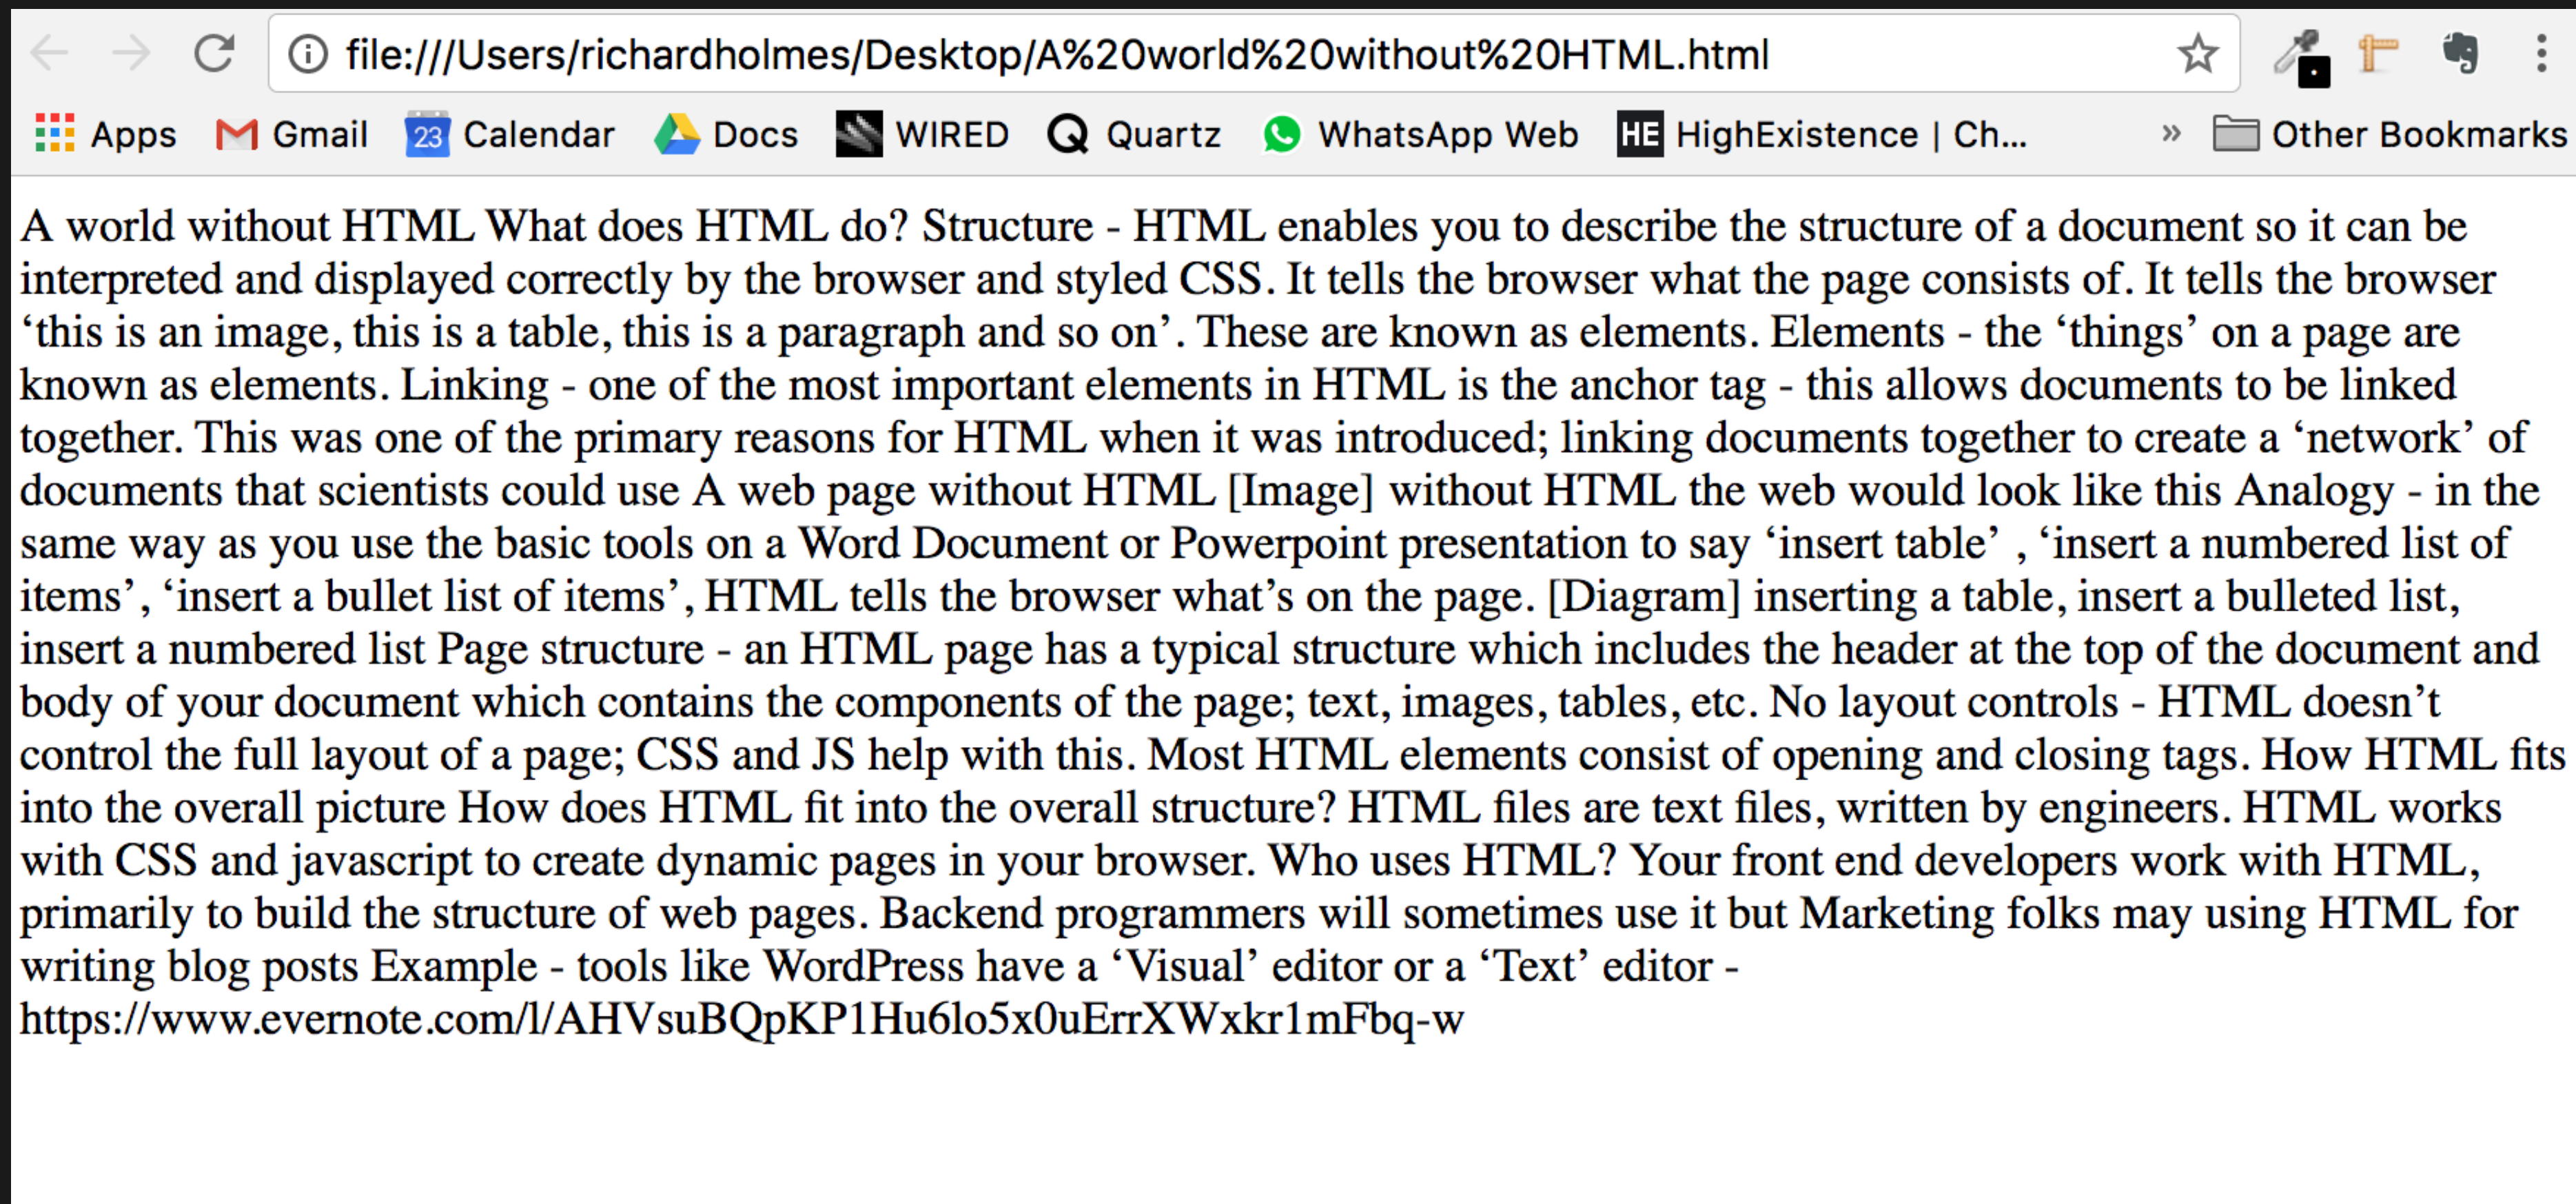 file:///Users/richardholmes/Desktop/A%20world%20without%20HTML.html
Apps Gmail 23 Calendar Docs WIRED Quartz WhatsApp Web HE HighExistence | Ch... » Other Bookmarks
A world without HTML What does HTML do? Structure - HTML enables you to describe the structure of a document so it can be
interpreted and displayed correctly by the browser and styled CSS. It tells the browser what the page consists of. It tells the browser
‘this is an image, this is a table, this is a paragraph and so on’. These are known as elements. Elements - the ‘things’ on a page are
known as elements. Linking - one of the most important elements in HTML is the anchor tag - this allows documents to be linked
together. This was one of the primary reasons for HTML when it was introduced; linking documents together to create a ‘network’ of
documents that scientists could use A web page without HTML [Image] without HTML the web would look like this Analogy - in the
same way as you use the basic tools on a Word Document or Powerpoint presentation to say ‘insert table’ , ‘insert a numbered list of
items’, ‘insert a bullet list of items’, HTML tells the browser what’s on the page. [Diagram] inserting a table, insert a bulleted list,
insert a numbered list Page structure - an HTML page has a typical structure which includes the header at the top of the document and
body of your document which contains the components of the page; text, images, tables, etc. No layout controls - HTML doesn’t
control the full layout of a page; CSS and JS help with this. Most HTML elements consist of opening and closing tags. How HTML fits
into the overall picture How does HTML fit into the overall structure? HTML files are text files, written by engineers. HTML works
with CSS and javascript to create dynamic pages in your browser. Who uses HTML? Your front end developers work with HTML,
primarily to build the structure of web pages. Backend programmers will sometimes use it but Marketing folks may using HTML for
writing blog posts Example - tools like WordPress have a ‘Visual’ editor or a ‘Text’ editor -
https://www.evernote.com/l/AHVsuBQpKP1Hu6lo5x0uErrXWxkr1mFbq-w